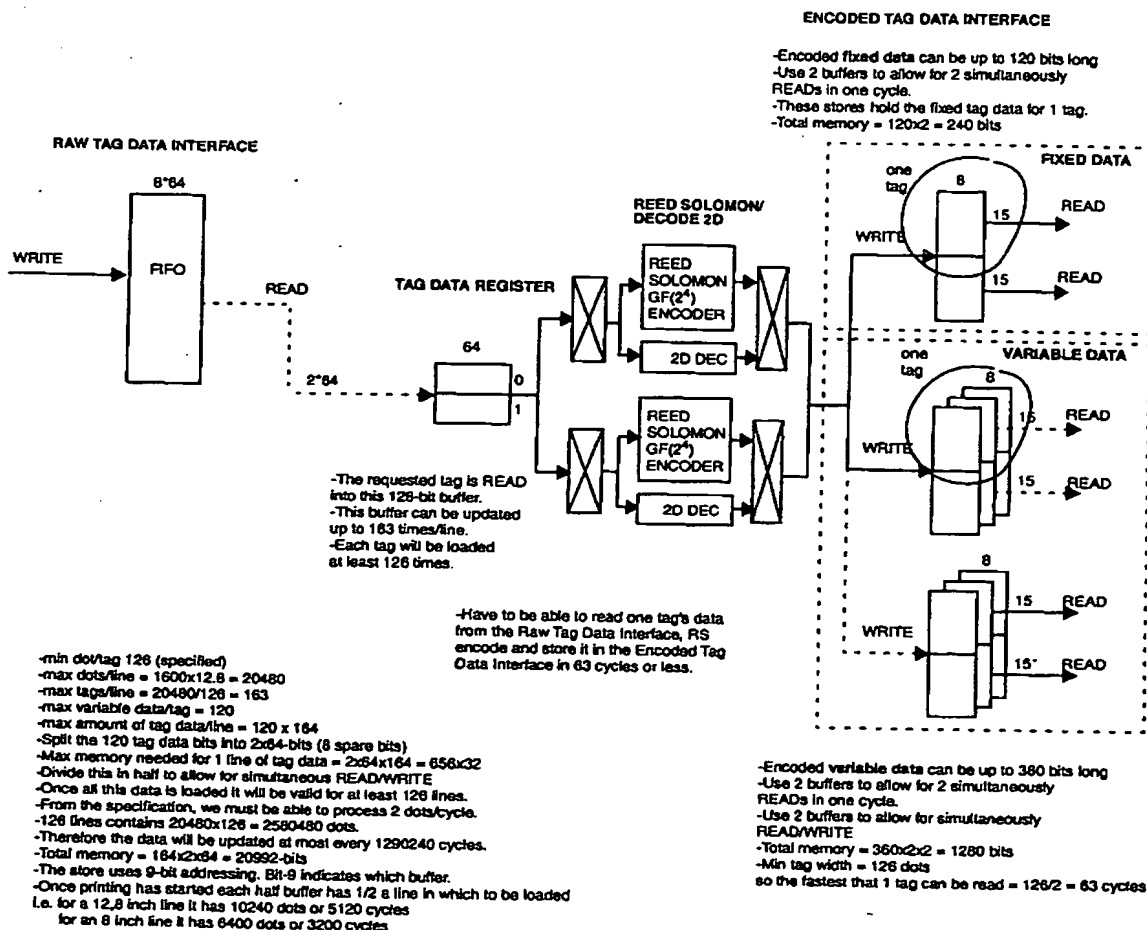 ENCODED TAG DATA INTERFACE
-Encoded fixed data can be up to 120 bits long
-Use 2 buffers to allow for 2 simultaneously
READs in one cycle.
-These stores hold the fixed tag data for 1 tag.
-Total memory = 120x2 = 240 bits
RAW TAG DATA INTERFACE
8*64
WRITE
FIFO
READ
2*64
TAG DATA REGISTER
64
0
1
REED SOLOMON/
DECODE 2D
REED
SOLOMON
GF(2⁴)
ENCODER
2D DEC
REED
SOLOMON
GF(2⁴)
ENCODER
2D DEC
FIXED DATA
one
tag
8
WRITE
15
READ
15
READ
VARIABLE DATA
one
tag
8
WRITE
15
READ
15
READ
8
WRITE
15
READ
15
READ
-The requested tag is READ
into this 128-bit buffer.
-This buffer can be updated
up to 163 times/line.
-Each tag will be loaded
at least 126 times.
-Have to be able to read one tag's data
from the Raw Tag Data Interface, RS
encode and store it in the Encoded Tag
Data Interface in 63 cycles or less.
-min dot/tag 126 (specified)
-max dots/line = 1600x12.8 = 20480
-max tags/line = 20480/126 = 163
-max variable data/tag = 120
-max amount of tag data/line = 120 x 164
-Split the 120 tag data bits into 2x64-bits (8 spare bits)
-Max memory needed for 1 line of tag data = 2x64x164 = 656x32
-Divide this in half to allow for simultaneous READ/WRITE
-Once all this data is loaded it will be valid for at least 126 lines.
-From the specification, we must be able to process 2 dots/cycle.
-126 lines contains 20480x126 = 2580480 dots.
-Therefore the data will be updated at most every 1290240 cycles.
-Total memory = 164x2x64 = 20992-bits
-The store uses 9-bit addressing. Bit-9 indicates which buffer.
-Once printing has started each half buffer has 1/2 a line in which to be loaded
i.e. for a 12,8 inch line it has 10240 dots or 5120 cycles
for an 8 inch line it has 6400 dots or 3200 cycles
-Encoded variable data can be up to 360 bits long
-Use 2 buffers to allow for 2 simultaneously
READs in one cycle.
-Use 2 buffers to allow for simultaneously
READ/WRITE
-Total memory = 360x2x2 = 1280 bits
-Min tag width = 126 dots
so the fastest that 1 tag can be read = 126/2 = 63 cycles